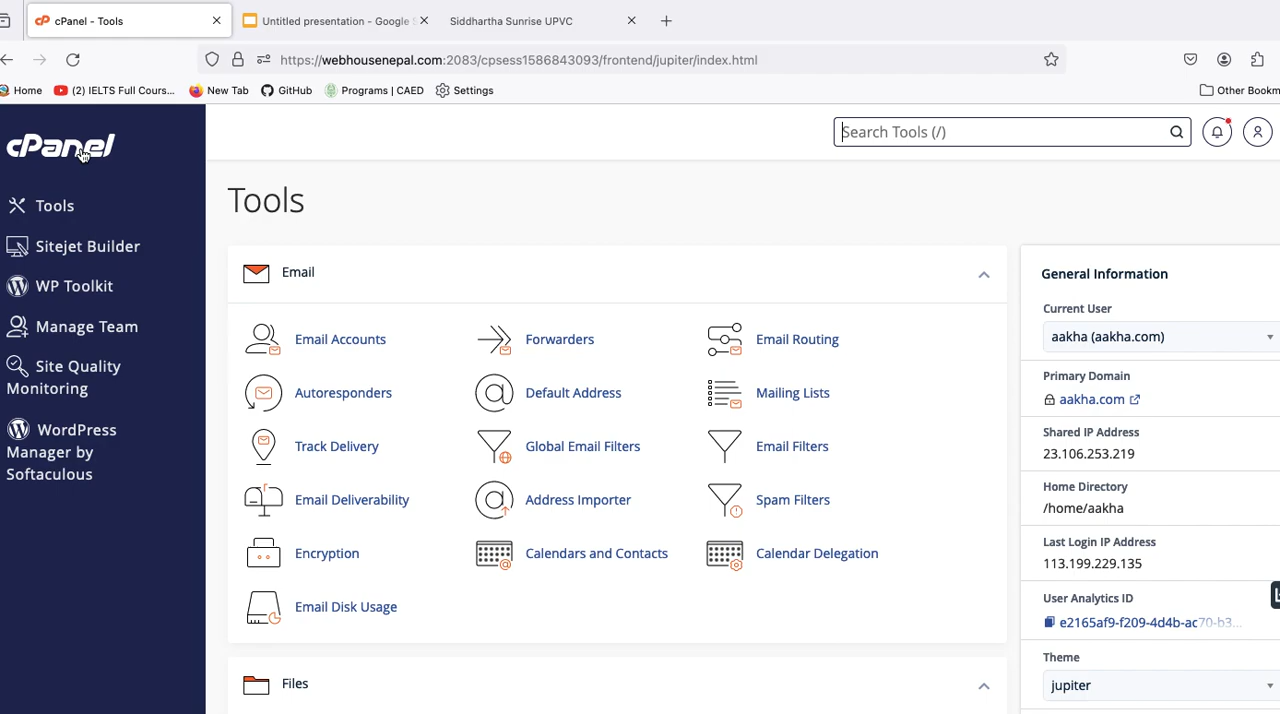 cPanel - Tools
Untitled presentation - Google S
Siddhartha Sunrise UPVC
https://webhousenepal.com:2083/cpsess1586843093/frontend/jupiter/index.html
Home
(2) IELTS Full Cours...
New Tab
GitHub
Programs | CAED
Settings
Other Bookm
cPanel
Search Tools (/)
Tools
Sitejet Builder
WP Toolkit
Manage Team
Site Quality
Monitoring
WordPress
Manager by
Softaculous
Tools
Email
Email Accounts
Forwarders
Email Routing
Autoresponders
Default Address
Mailing Lists
Track Delivery
Global Email Filters
Email Filters
Email Deliverability
Address Importer
Spam Filters
Encryption
Calendars and Contacts
Calendar Delegation
Email Disk Usage
Files
General Information
Current User
aakha (aakha.com)
Primary Domain
aakha.com
Shared IP Address
23.106.253.219
Home Directory
/home/aakha
Last Login IP Address
113.199.229.135
User Analytics ID
e2165af9-f209-4d4b-ac70-b3...
Theme
jupiter